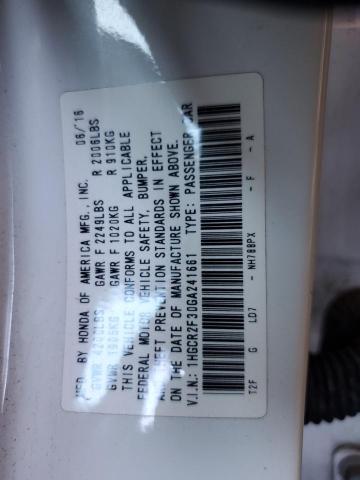 MFD BY HONDA OF AMERICA MFG., INC. 06/16
GVWR LBS, GAWR F 2249LBS R 2006LBS
GVWR KG, GAWR F 1020KG R 910KG
THIS VEHICLE CONFORMS TO ALL APPLICABLE
FEDERAL MOTOR VEHICLE SAFETY, BUMPER,
AND THEFT PREVENTION STANDARDS IN EFFECT
ON THE DATE OF MANUFACTURE SHOWN ABOVE.
V.I.N.: 1HGCR2F30GA241661 TYPE: PASSENGER CAR
T2F G LD7 - NH788PX - F - A